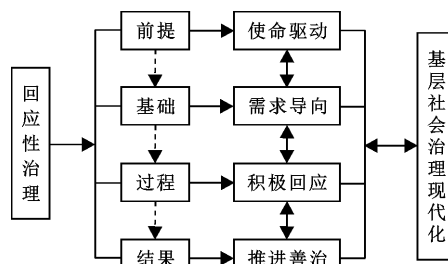 回应性治理
前提
使命驱动
基础
需求导向
过程
积极回应
结果
推进善治
基层社会治理现代化